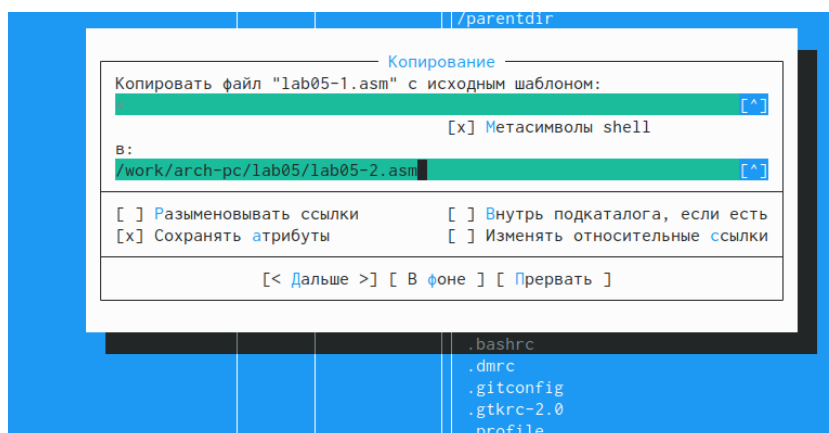 /parentdir
Копирование
Копировать файл "lab05-1.asm" с исходным шаблоном:
[^]
[x] Метасимволы shell
в:
/work/arch-pc/lab05/lab05-2.asm [^]
[ ] Разыменовывать ссылки [ ] Внутрь подкаталога, если есть
[x] Сохранять атрибуты [ ] Изменять относительные ссылки
[< Дальше >] [ В фоне ] [ Прервать ]
.bashrc
.dmrc
.gitconfig
.gtkrc-2.0
.profile